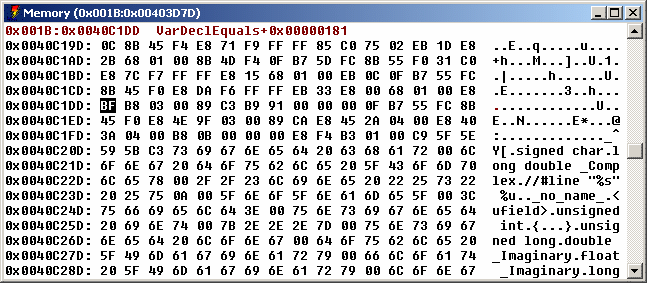 Memory (0x001B:0x00403D7D)
0x001B:0x0040C1DD  VarDeclEquals+0x00000181
0x0040C19D: 0C 8B 45 F4 E8 71 F9 FF FF 85 C0 75 02 EB 1D E8 ..E..q.....u....
0x0040C1AD: 2B 68 01 00 8B 4D F4 0F B7 5D FC 8B 55 F0 31 C0 +h...M...]..U.1.
0x0040C1BD: E8 7C F7 FF FF E8 15 68 01 00 EB 0C 0F B7 55 FC .|.....h......U.
0x0040C1CD: 8B 45 F0 E8 DA F6 FF FF EB 33 E8 00 68 01 00 E8 .E.......3..h...
0x0040C1DD: BF B8 03 00 89 C3 B9 91 00 00 00 0F B7 55 FC 8B .............U..
0x0040C1ED: 45 F0 E8 4E 9F 03 00 89 CA E8 45 2A 04 00 E8 40 E..N......E*...@
0x0040C1FD: 3A 04 00 B8 0B 00 00 00 E8 F4 B3 01 00 C9 5F 5E :............._^
0x0040C20D: 59 5B C3 73 69 67 6E 65 64 20 63 68 61 72 00 6C Y[.signed char.l
0x0040C21D: 6F 6E 67 20 64 6F 75 62 6C 65 20 5F 43 6F 6D 70 ong double _Comp
0x0040C22D: 6C 65 78 00 2F 2F 23 6C 69 6E 65 20 22 25 73 22 lex.//#line "%s"
0x0040C23D: 20 25 75 0A 00 5F 6E 6F 5F 6E 61 6D 65 5F 00 3C  %u.._no_name_.<
0x0040C24D: 75 66 69 65 6C 64 3E 00 75 6E 73 69 67 6E 65 64 ufield>.unsigned
0x0040C25D: 20 69 6E 74 00 7B 2E 2E 2E 7D 00 75 6E 73 69 67  int.{...}.unsig
0x0040C26D: 6E 65 64 20 6C 6F 6E 67 00 64 6F 75 62 6C 65 20 ned long.double
0x0040C27D: 5F 49 6D 61 67 69 6E 61 72 79 00 66 6C 6F 61 74 _Imaginary.float
0x0040C28D: 20 5F 49 6D 61 67 69 6E 61 72 79 00 6C 6F 6E 67  _Imaginary.long